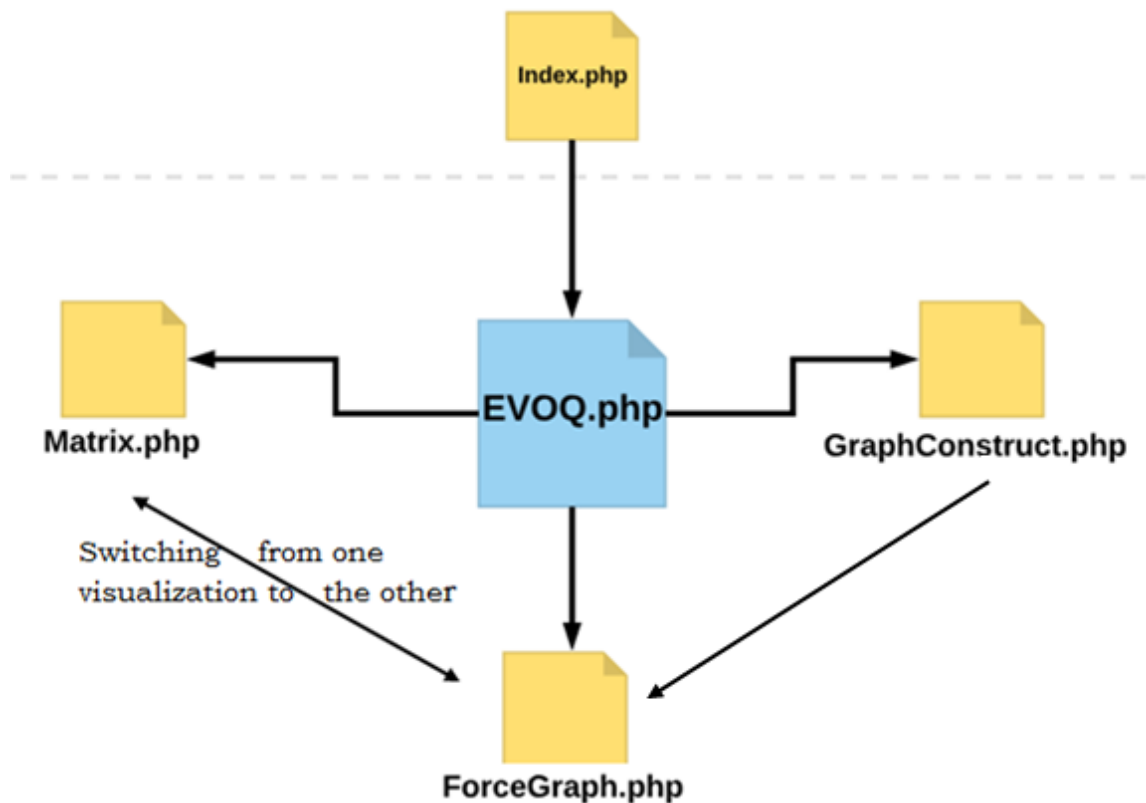 Index.php
EVOQ.php
Matrix.php
GraphConstruct.php
Switching from one
visualization to the other
ForceGraph.php